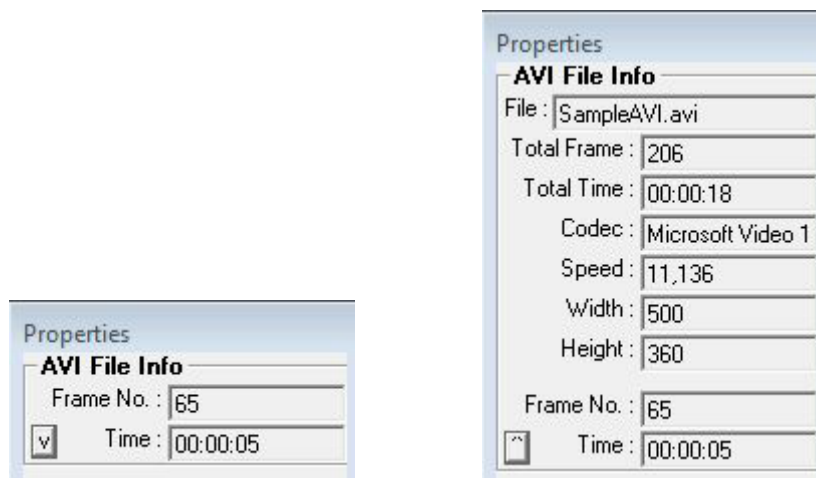 Properties
AVI File Info
Frame No. : 65
v Time : 00:00:05
Properties
AVI File Info
File : SampleAVI.avi
Total Frame : 206
Total Time : 00:00:18
Codec : Microsoft Video 1
Speed : 11,136
Width : 500
Height : 360
Frame No. : 65
^ Time : 00:00:05